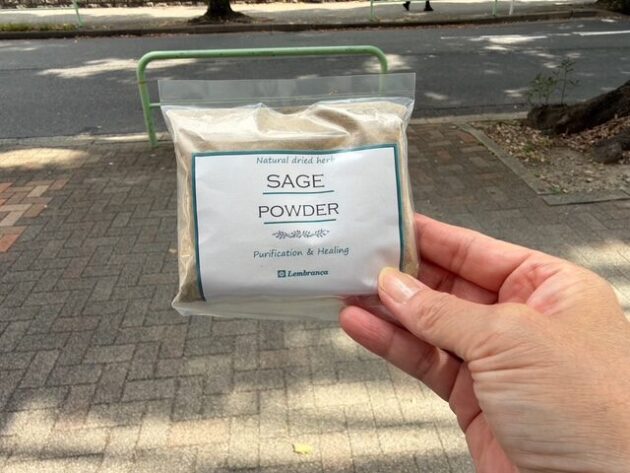 Natural dried herb
SAGE
POWDER
Purification & Healing
Lembranca